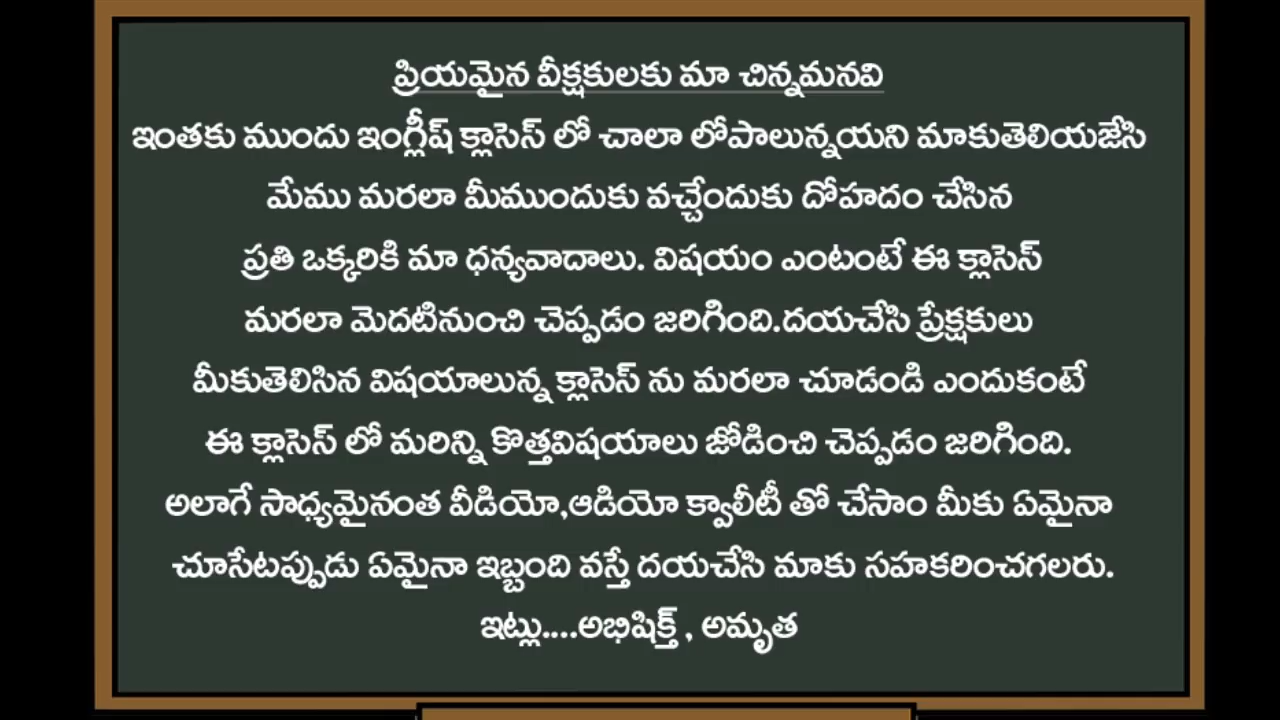 ప్రియమైన వీక్షకులకు మా చిన్నమనవి
ఇంతకు ముందు ఇంగ్లీష్ క్లాసెస్ లో చాలా లోపాలున్నయని మాకుతెలియజేసి
మేము మరలా మీముందుకు వచ్చేందుకు దోహదం చేసిన
ప్రతి ఒక్కరికి మా ధన్యవాదాలు. విషయం ఎంటంటే ఈ క్లాసెస్
మరలా మెదటినుంచి చెప్పడం జరిగింది.దయచేసి ప్రేక్షకులు
మీకుతెలిసిన విషయాలున్న క్లాసెస్ ను మరలా చూడండి ఎందుకంటే
ఈ క్లాసెస్ లో మరిన్ని కొత్తవిషయాలు జోడించి చెప్పడం జరిగింది.
అలాగే సాధ్యమైనంత వీడియో,ఆడియో క్వాలీటీ తో చేసాం మీకు ఏమైనా
చూసేటప్పుడు ఏమైనా ఇబ్బంది వస్తే దయచేసి మాకు సహకరించగలరు.
ఇట్లు....అభిషిక్త్ , అమృత